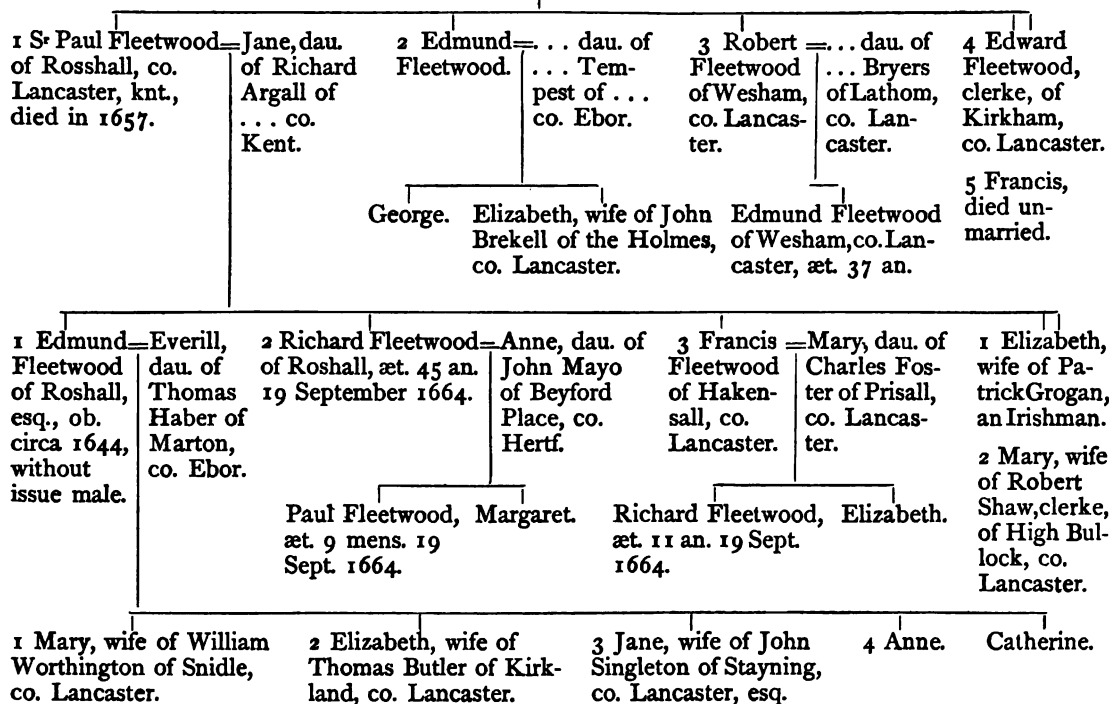 1 Sr Paul Fleetwood=Jane, dau.
of Rosshall, co.
Lancaster, knt.,
died in 1657.
of Richard
Argall of
. . . co.
Kent.
2 Edmund=. . . dau. of
Fleetwood.
. . . Tem-
pest of . . .
co. Ebor.
3 Robert =. . . dau. of
Fleetwood
of Wesham,
co. Lancas-
ter.
. . . Bryers
of Lathom,
co. Lan-
caster.
4 Edward
Fleetwood,
clerke, of
Kirkham,
co. Lancaster.
5 Francis,
died un-
married.
George.
Elizabeth, wife of John
Brekell of the Holmes,
co. Lancaster.
Edmund Fleetwood
of Wesham, co. Lan-
caster, æt. 37 an.
1 Edmund=Everill,
Fleetwood
of Roshall,
esq., ob.
circa 1644,
without
issue male.
dau. of
Thomas
Haber of
Marton,
co. Ebor.
2 Richard Fleetwood=Anne, dau. of
of Roshall, æt. 45 an.
19 September 1664.
John Mayo
of Beyford
Place, co.
Hertf.
3 Francis =Mary, dau. of
Fleetwood
of Haken-
sall, co.
Lancaster.
Charles Fos-
ter of Prisall,
co. Lancas-
ter.
1 Elizabeth,
wife of Pa-
trick Grogan,
an Irishman.
2 Mary, wife
of Robert
Shaw, clerke,
of High Bul-
lock, co.
Lancaster.
Paul Fleetwood,
æt. 9 mens. 19
Sept. 1664.
Margaret.
Richard Fleetwood,
æt. 11 an. 19 Sept.
1664.
Elizabeth.
1 Mary, wife of William
Worthington of Snidle,
co. Lancaster.
2 Elizabeth, wife of
Thomas Butler of Kirk-
land, co. Lancaster.
3 Jane, wife of John
Singleton of Stayning,
co. Lancaster, esq.
4 Anne.
Catherine.